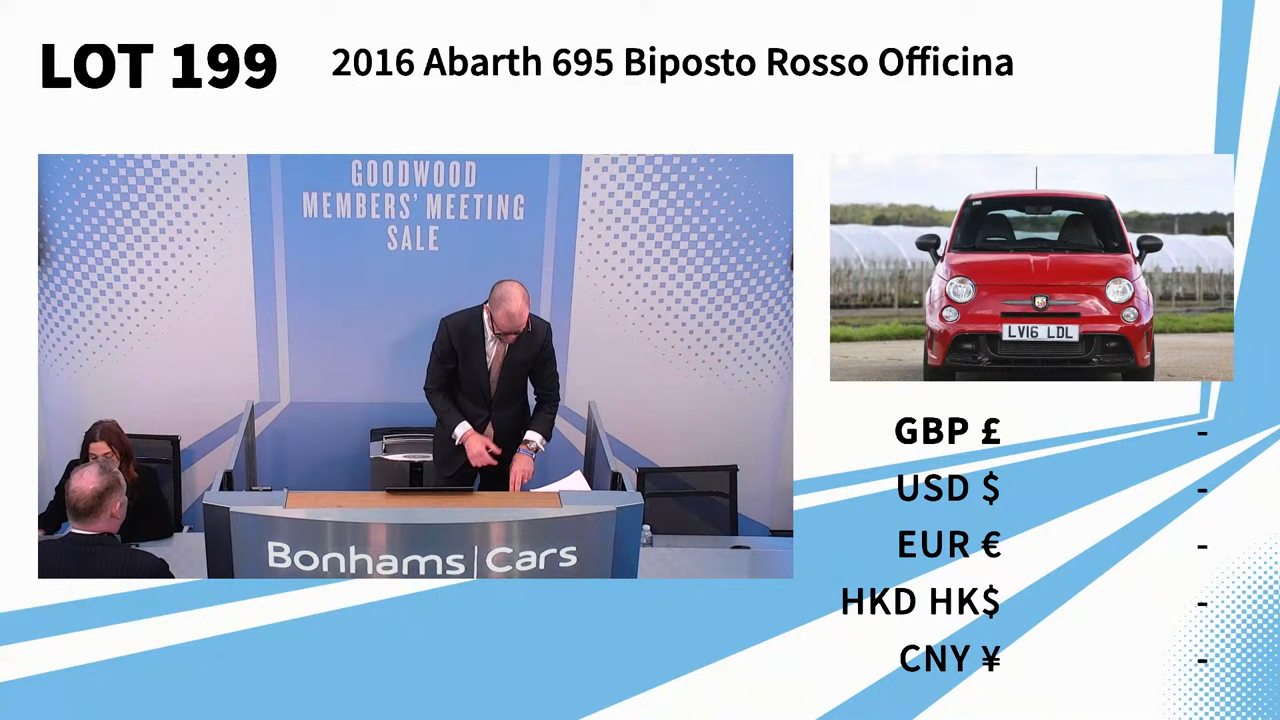 LOT 199
2016 Abarth 695 Biposto Rosso Officina
GOODWOOD
MEMBERS' MEETING
SALE
Bonhams|Cars
LV16 LDL
GBP £ -
USD $ -
EUR € -
HKD HK$ -
CNY ¥ -